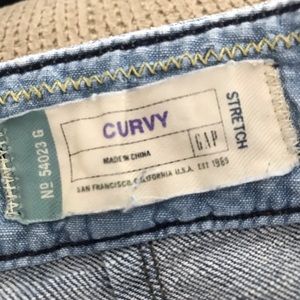 No 54023 G
CURVY
MADE IN CHINA
GAP
STRETCH
SAN FRANCISCO, CALIFORNIA U.S.A. EST 1969